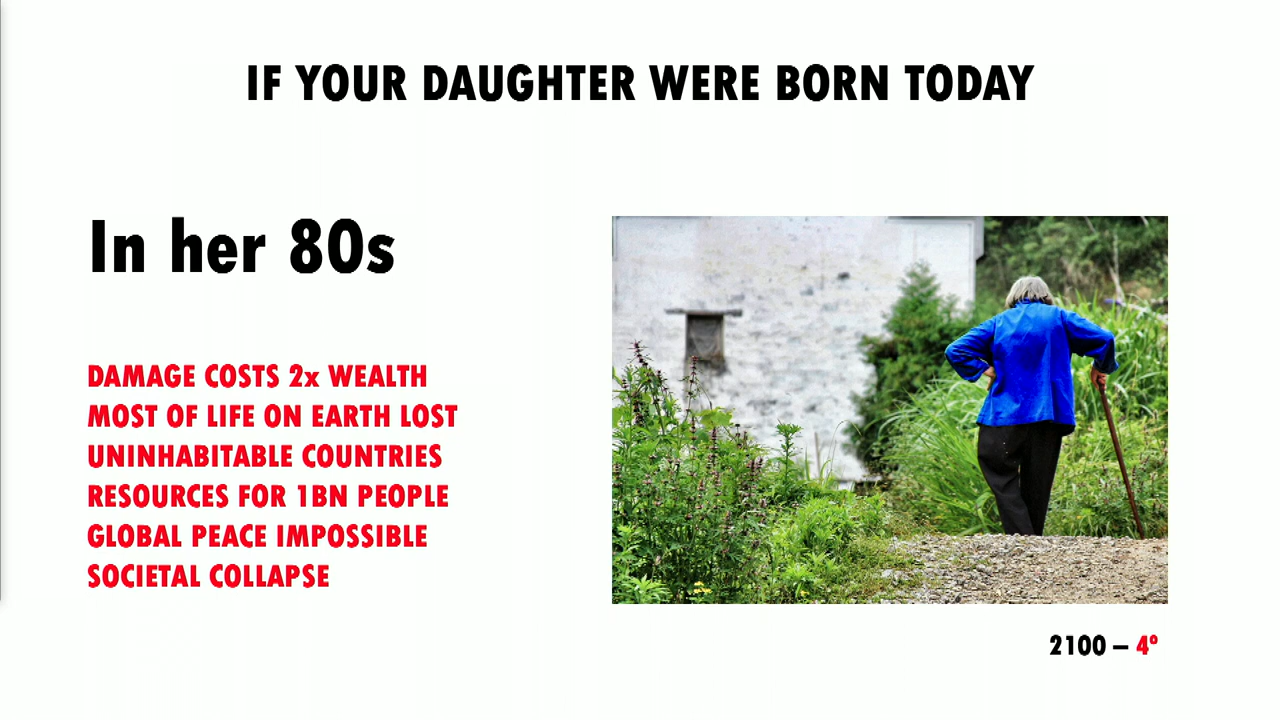 IF YOUR DAUGHTER WERE BORN TODAY
In her 80s
DAMAGE COSTS 2x WEALTH
MOST OF LIFE ON EARTH LOST
UNINHABITABLE COUNTRIES
RESOURCES FOR 1BN PEOPLE
GLOBAL PEACE IMPOSSIBLE
SOCIETAL COLLAPSE
2100 – 4º